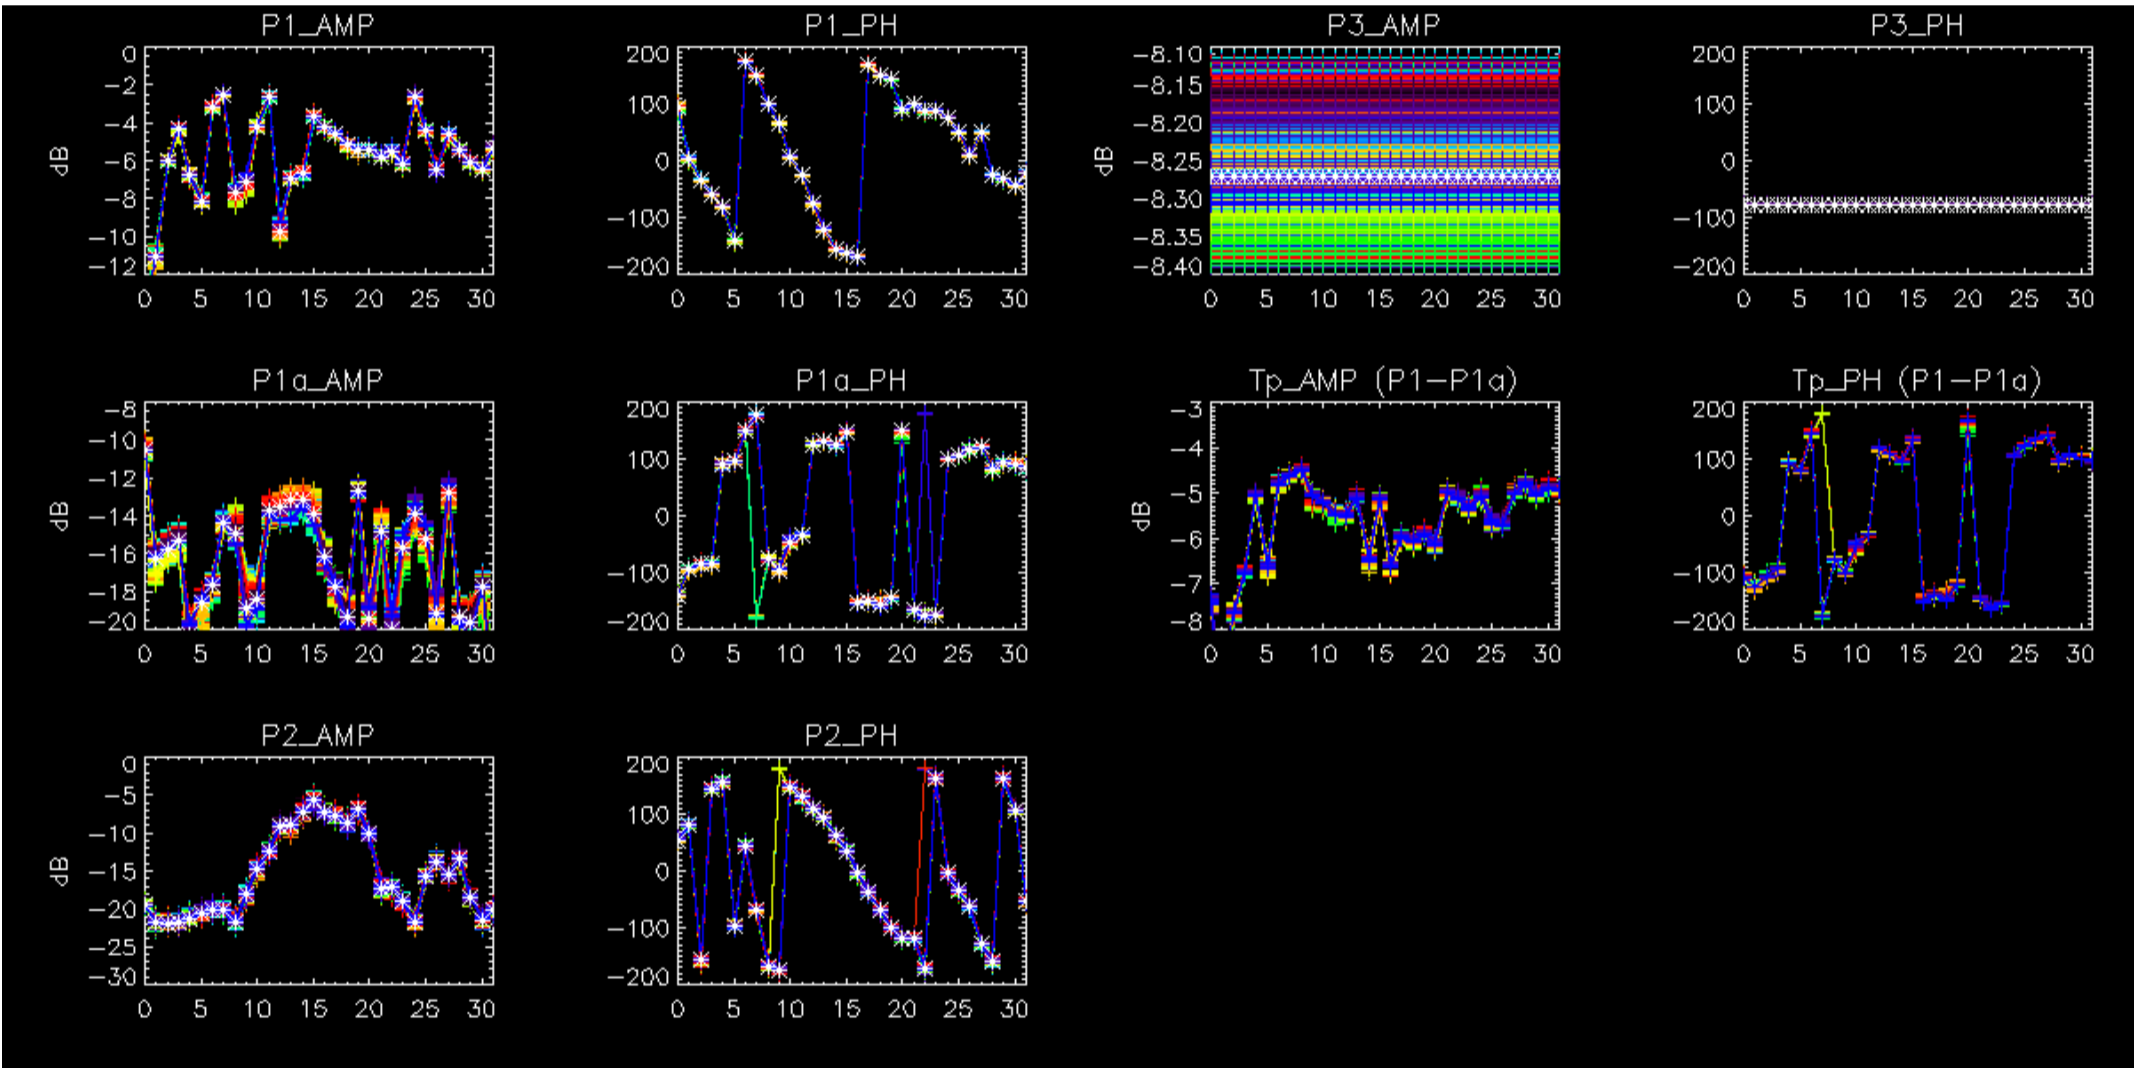 P1_AMP
P1_PH
P3_AMP
P3_PH
0
-2
-4
-6
-8
-10
-12
dB
0 5 10 15 20 25 30
200
100
0
-100
-200
0 5 10 15 20 25 30
-8.10
-8.15
-8.20
-8.25
-8.30
-8.35
-8.40
dB
0 5 10 15 20 25 30
200
100
0
-100
-200
0 5 10 15 20 25 30
P1a_AMP
P1a_PH
Tp_AMP (P1-P1a)
Tp_PH (P1-P1a)
-8
-10
-12
-14
-16
-18
-20
dB
0 5 10 15 20 25 30
200
100
0
-100
-200
0 5 10 15 20 25 30
-3
-4
-5
-6
-7
-8
dB
0 5 10 15 20 25 30
200
100
0
-100
-200
0 5 10 15 20 25 30
P2_AMP
P2_PH
0
-5
-10
-15
-20
-25
-30
dB
0 5 10 15 20 25 30
200
100
0
-100
-200
0 5 10 15 20 25 30